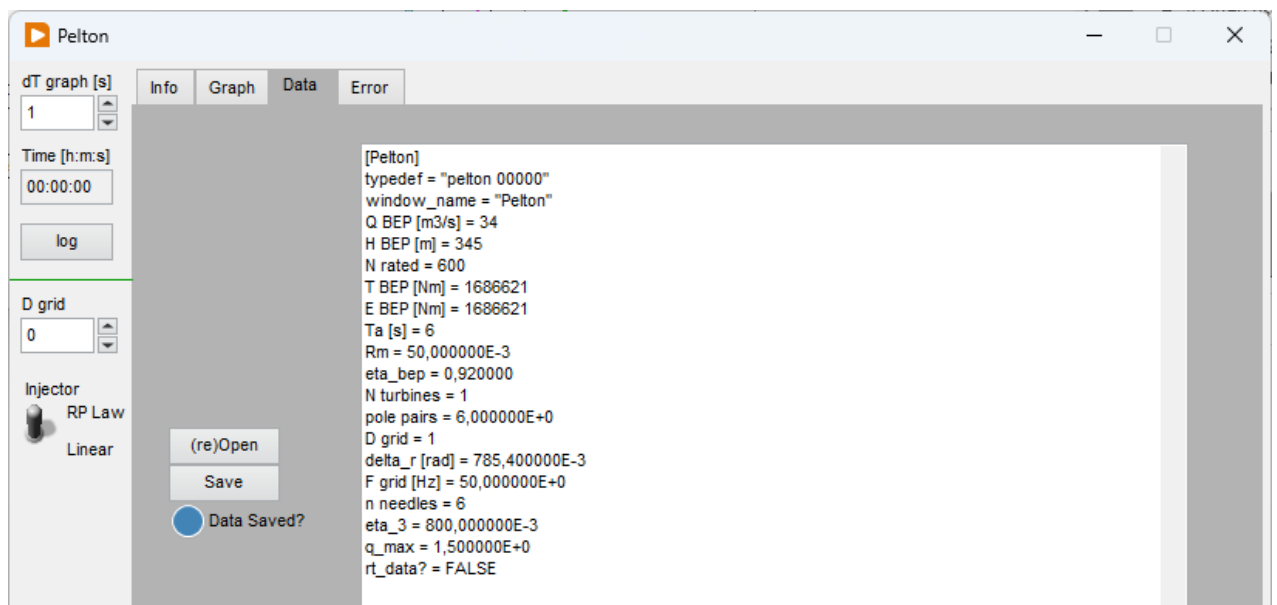 Pelton
dT graph [s]
1
Time [h:m:s]
00:00:00
log
D grid
0
Injector
RP Law
Linear
Info
Graph
Data
Error
(re)Open
Save
Data Saved?
[Pelton]
typedef = "pelton 00000"
window_name = "Pelton"
Q BEP [m3/s] = 34
H BEP [m] = 345
N rated = 600
T BEP [Nm] = 1686621
E BEP [Nm] = 1686621
Ta [s] = 6
Rm = 50,000000E-3
eta_bep = 0,920000
N turbines = 1
pole pairs = 6,000000E+0
D grid = 1
delta_r [rad] = 785,400000E-3
F grid [Hz] = 50,000000E+0
n needles = 6
eta_3 = 800,000000E-3
q_max = 1,500000E+0
rt_data? = FALSE